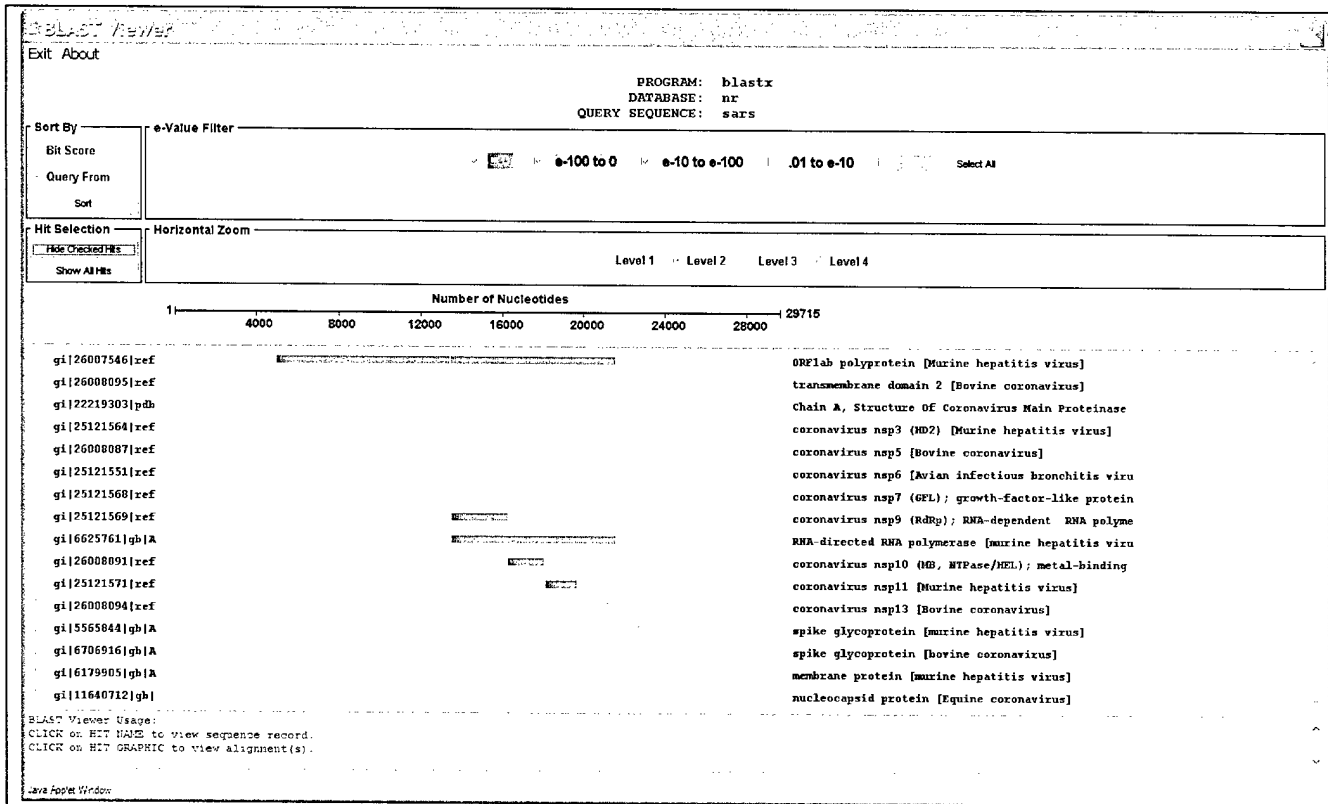 BLAST Viewer
Exit About
PROGRAM: blastx
DATABASE: nr
QUERY SEQUENCE: sars
Sort By
Bit Score
Query From
Sort
e-Value Filter
e-100 to 0
e-10 to e-100
.01 to e-10
Select All
Hit Selection
Hide Checked Hits
Show All Hits
Horizontal Zoom
Level 1 Level 2 Level 3 Level 4
Number of Nucleotides
1 29715
4000 8000 12000 16000 20000 24000 28000
gi|26007546|ref ORF1ab polyprotein [Murine hepatitis virus]
gi|26008095|ref transmembrane domain 2 [Bovine coronavirus]
gi|22219303|pdb Chain A, Structure Of Coronavirus Main Proteinase
gi|25121564|ref coronavirus nsp3 (HD2) [Murine hepatitis virus]
gi|26008087|ref coronavirus nsp5 [Bovine coronavirus]
gi|25121551|ref coronavirus nsp6 [Avian infectious bronchitis viru
gi|25121568|ref coronavirus nsp7 (GFL); growth-factor-like protein
gi|25121569|ref coronavirus nsp9 (RdRp); RNA-dependent RNA polyme
gi|6625761|gb|A RNA-directed RNA polymerase [murine hepatitis viru
gi|26008091|ref coronavirus nsp10 (MB, NTPase/HEL); metal-binding
gi|25121571|ref coronavirus nsp11 [Murine hepatitis virus]
gi|26008094|ref coronavirus nsp13 [Bovine coronavirus]
gi|5565844|gb|A spike glycoprotein [murine hepatitis virus]
gi|6706916|gb|A spike glycoprotein [bovine coronavirus]
gi|6179905|gb|A membrane protein [murine hepatitis virus]
gi|11640712|gb| nucleocapsid protein [Equine coronavirus]
BLAST Viewer Usage:
CLICK on HIT NAME to view sequence record.
CLICK on HIT GRAPHIC to view alignment(s).
Java Applet Window